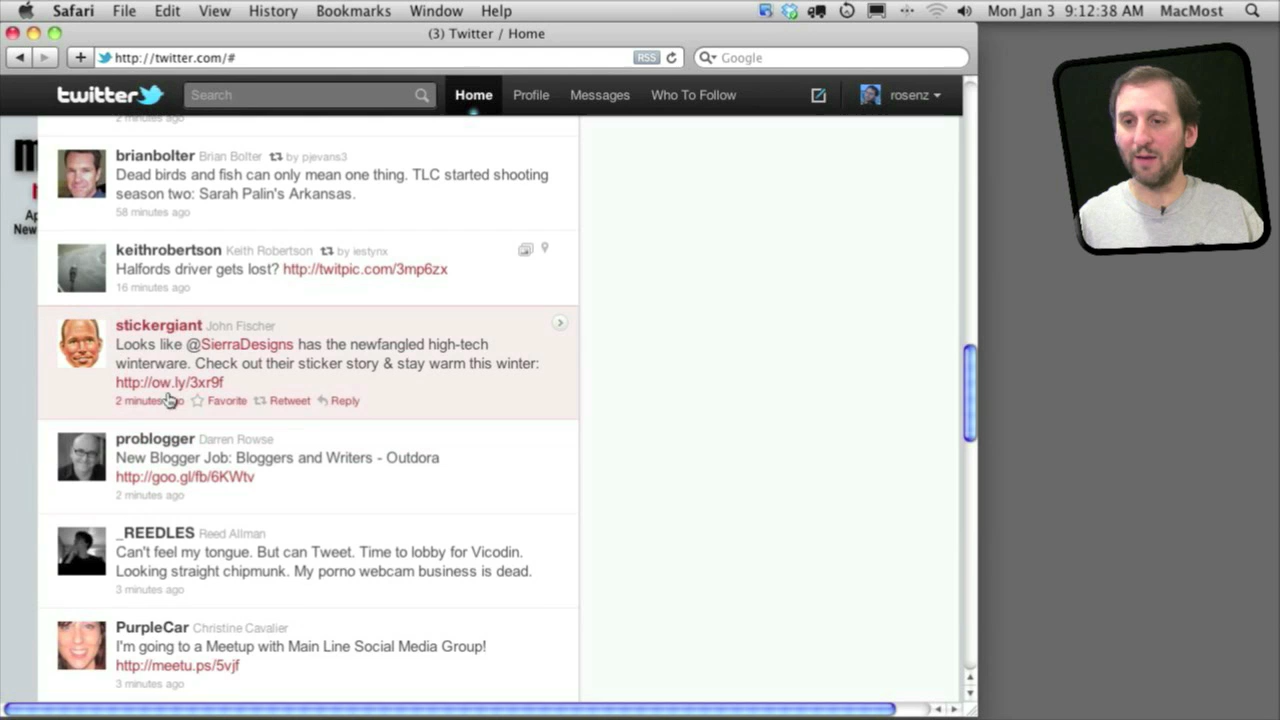 Safari File Edit View History Bookmarks Window Help Mon Jan 3 9:12:38 AM MacMost
(3) Twitter / Home
http://twitter.com/# RSS Google
twitter Search Home Profile Messages Who To Follow rosenz
2 minutes ago
brianbolter Brian Bolter by pjevans3
Dead birds and fish can only mean one thing. TLC started shooting
season two: Sarah Palin's Arkansas.
58 minutes ago
keithrobertson Keith Robertson by iestynx
Halfords driver gets lost? http://twitpic.com/3mp6zx
16 minutes ago
stickergiant John Fischer
Looks like @SierraDesigns has the newfangled high-tech
winterware. Check out their sticker story & stay warm this winter:
http://ow.ly/3xr9f
2 minutes ago Favorite Retweet Reply
problogger Darren Rowse
New Blogger Job: Bloggers and Writers - Outdora
http://goo.gl/fb/6KWtv
2 minutes ago
_REEDLES Reed Allman
Can't feel my tongue. But can Tweet. Time to lobby for Vicodin.
Looking straight chipmunk. My porno webcam business is dead.
3 minutes ago
PurpleCar Christine Cavalier
I'm going to a Meetup with Main Line Social Media Group!
http://meetu.ps/5vjf
3 minutes ago